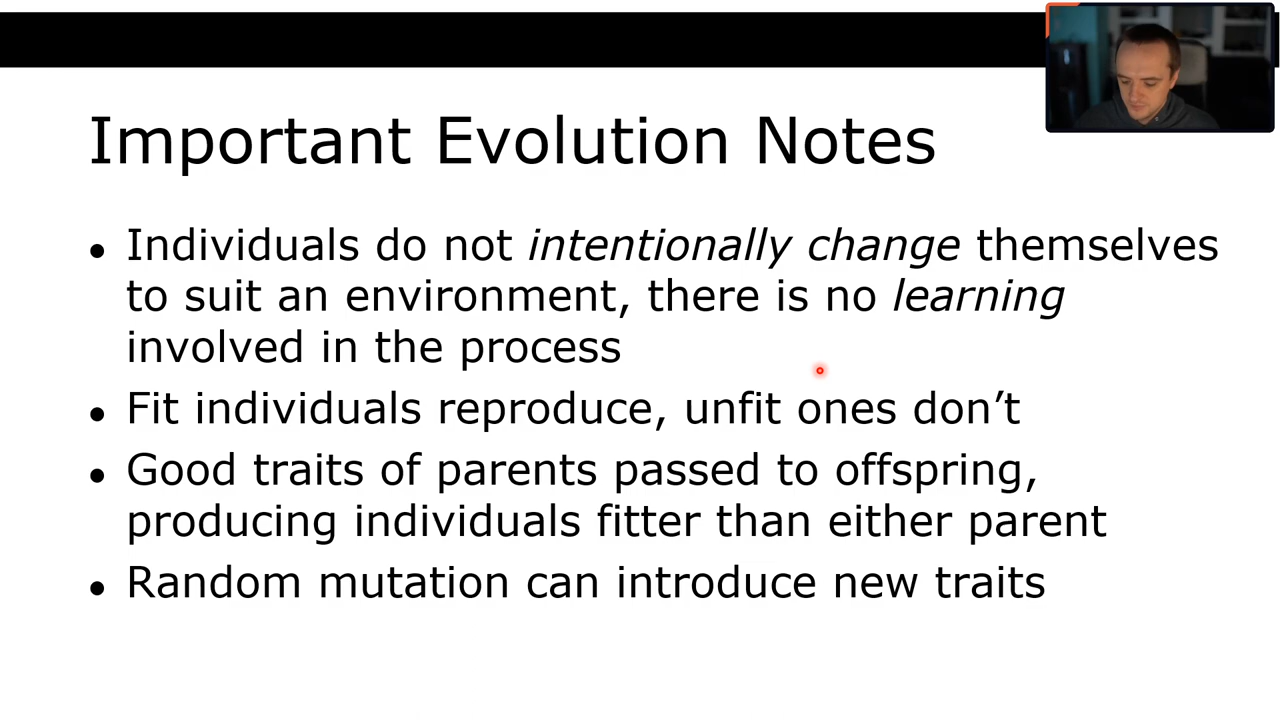 Important Evolution Notes
• Individuals do not intentionally change themselves
to suit an environment, there is no learning
involved in the process
• Fit individuals reproduce, unfit ones don’t
• Good traits of parents passed to offspring,
producing individuals fitter than either parent
• Random mutation can introduce new traits